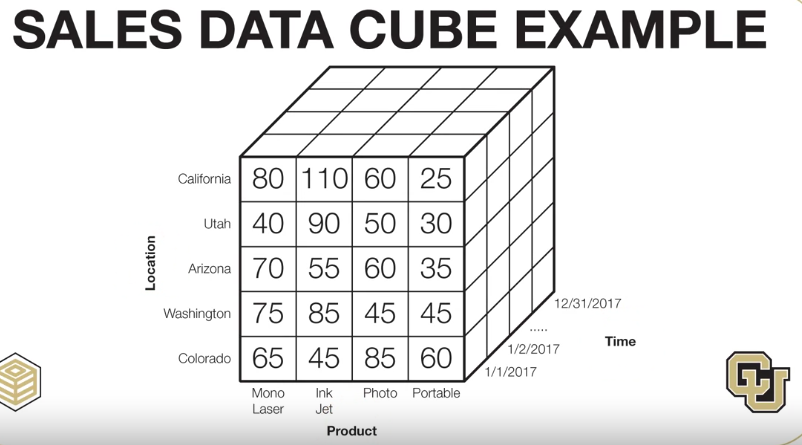 SALES DATA CUBE EXAMPLE
California 80 110 60 25
Utah 40 90 50 30
Arizona 70 55 60 35
Washington 75 85 45 45
Colorado 65 45 85 60
Location
Mono Laser
Ink Jet
Photo
Portable
Product
1/1/2017
1/2/2017
.....
12/31/2017
Time
CU